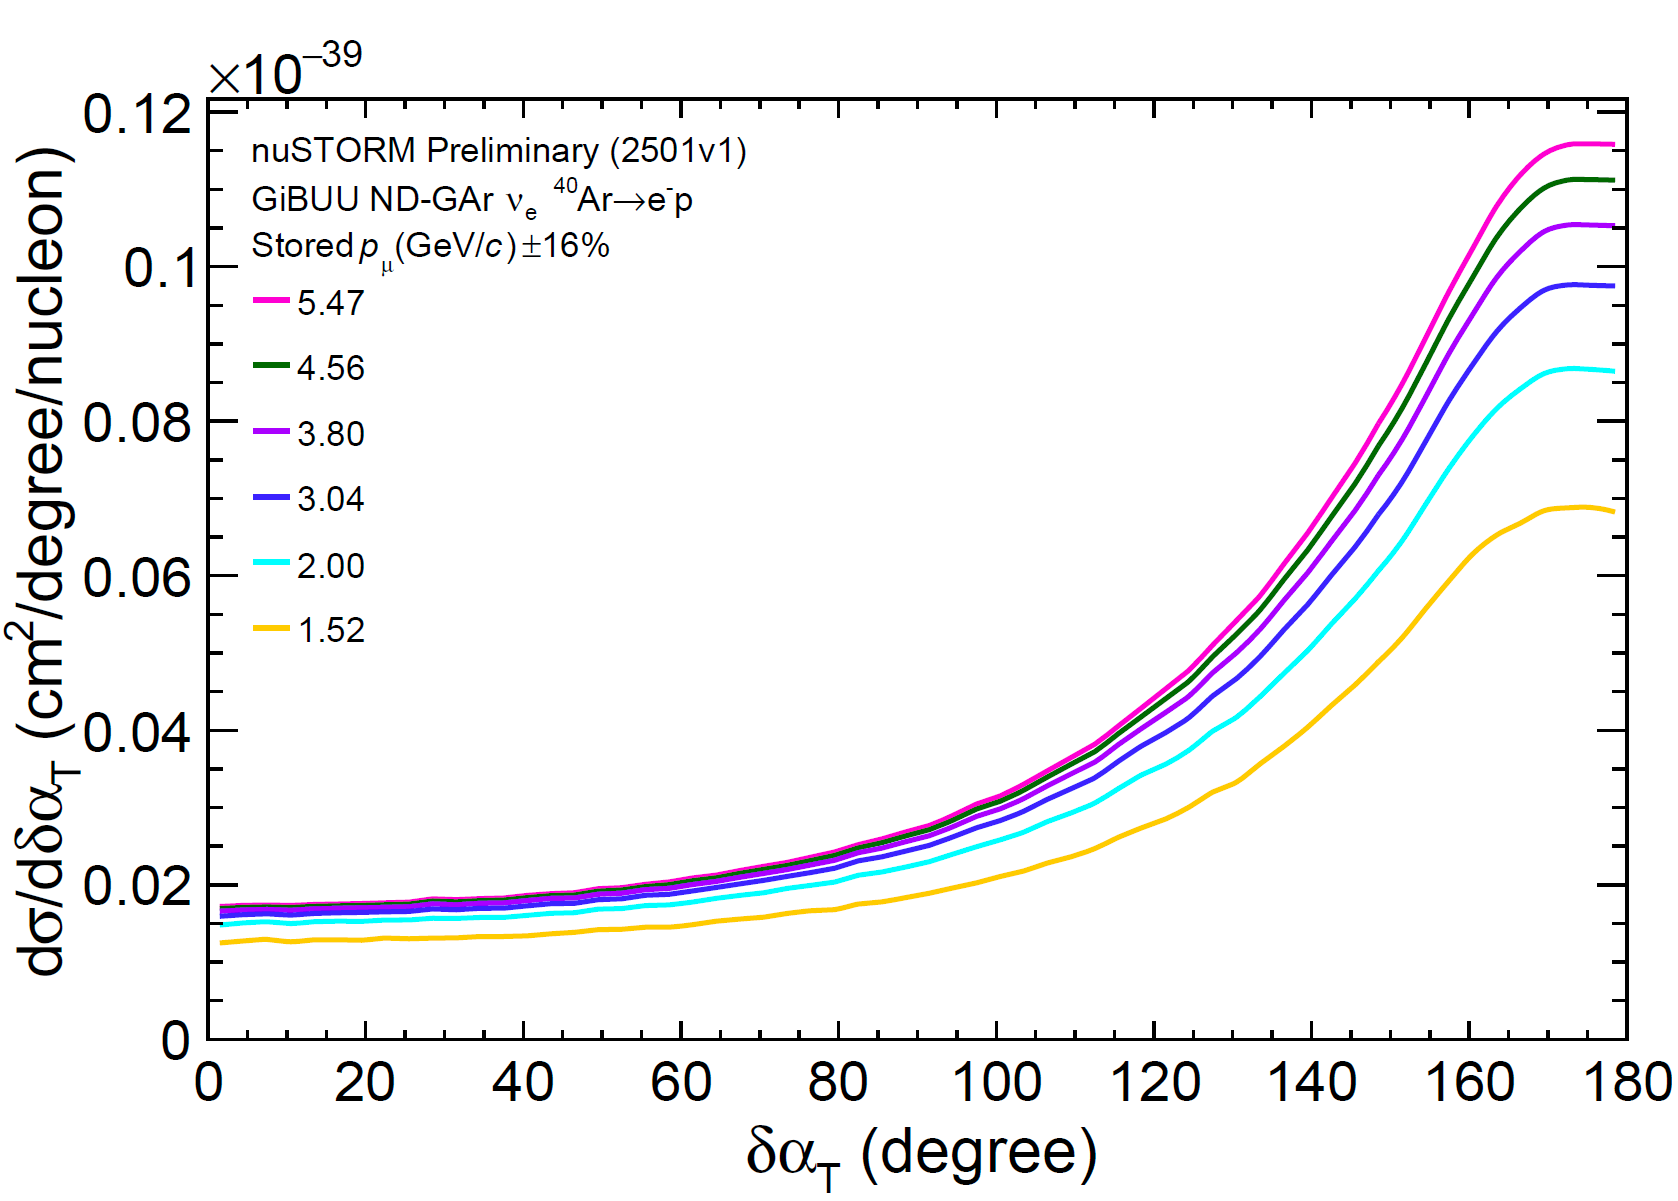 ×10⁻³⁹
0.12
0.1
0.08
0.06
0.04
0.02
0
dσ/dδα_T (cm²/degree/nucleon)
nuSTORM Preliminary (2501v1)
GiBUU ND-GAr ν_e ⁴⁰Ar→e⁻p
Stored p_μ(GeV/c)±16%
5.47
4.56
3.80
3.04
2.00
1.52
0 20 40 60 80 100 120 140 160 180
δα_T (degree)